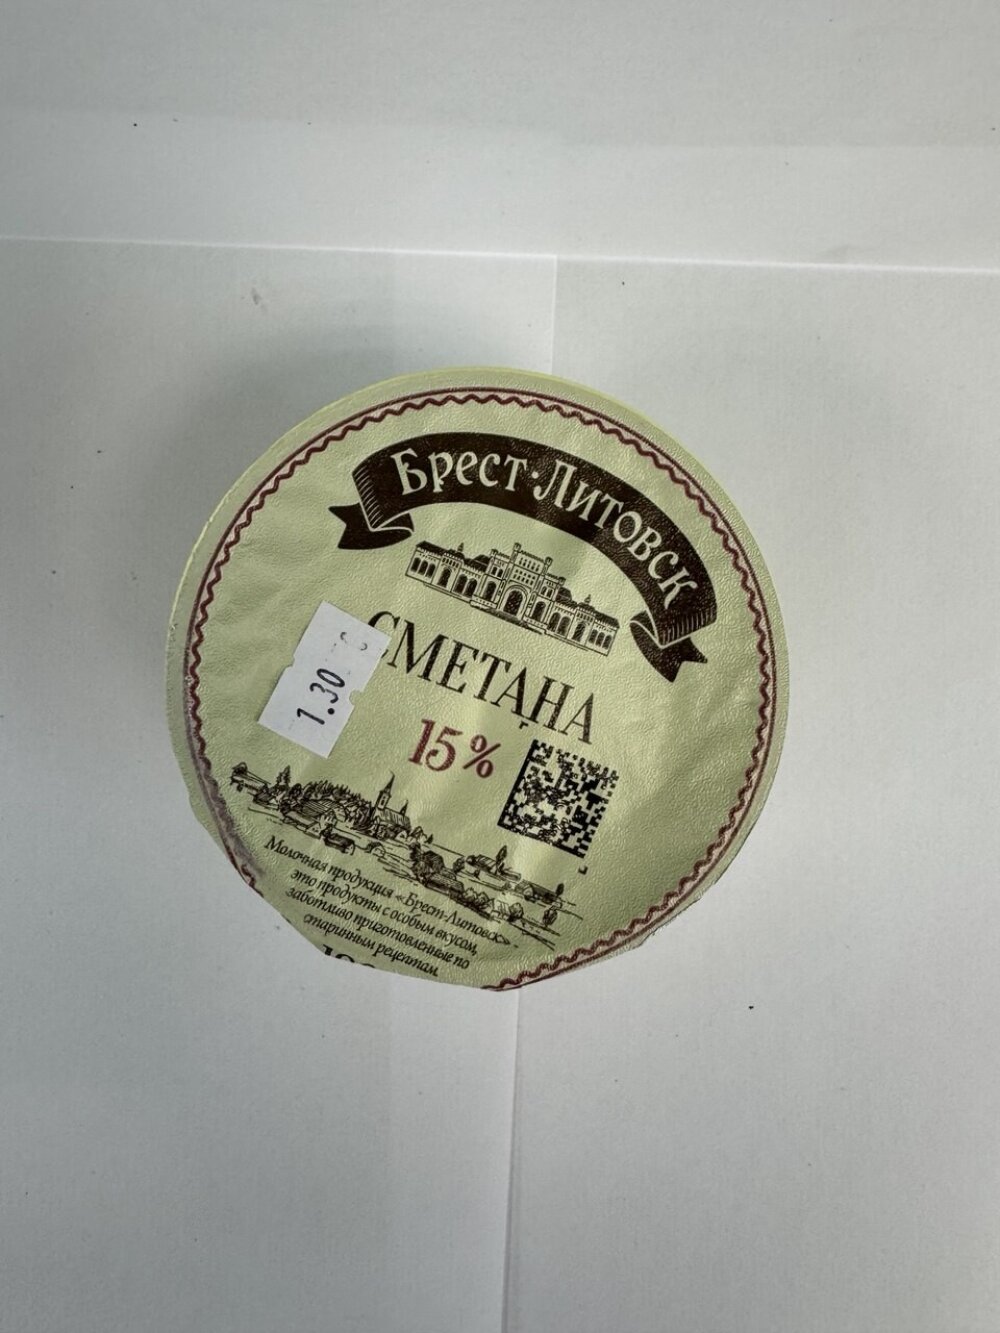 Брест-Литовск
СМЕТАНА
1.30
15%
Молочная продукция «Брест-Литовск» -
это продукты с особым вкусом,
заботливо приготовленные по
старинным рецептам.